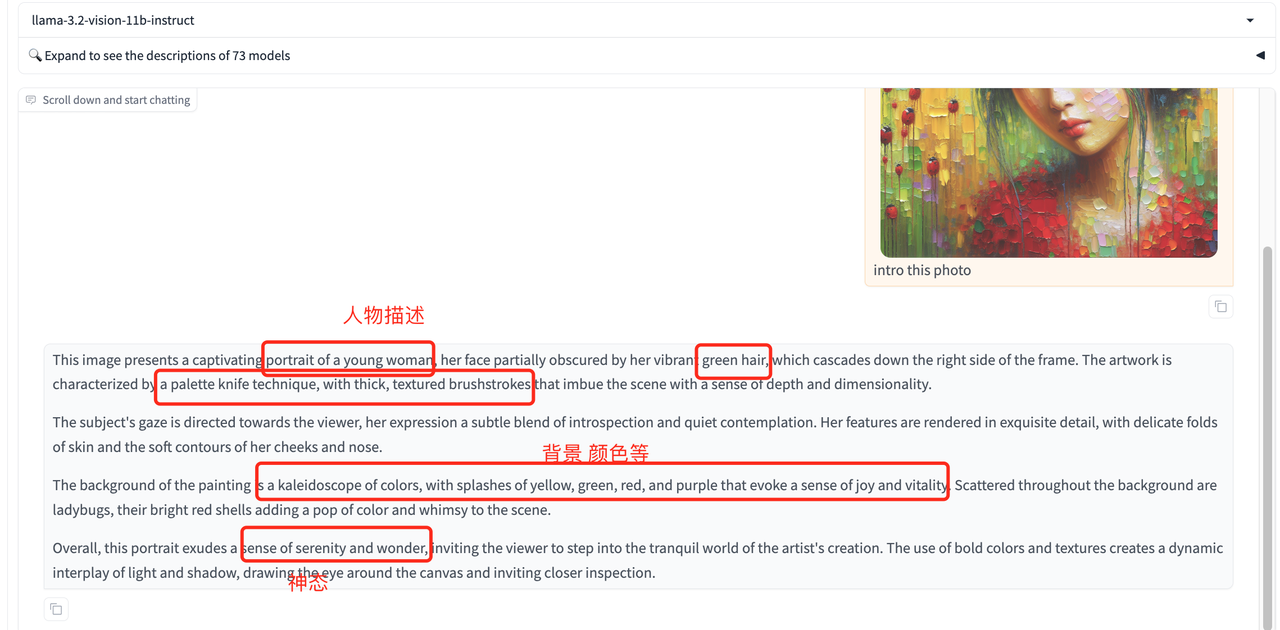 llama-3.2-vision-11b-instruct
🔍 Expand to see the descriptions of 73 models
Scroll down and start chatting
intro this photo
人物描述
This image presents a captivating portrait of a young woman, her face partially obscured by her vibrant green hair, which cascades down the right side of the frame. The artwork is
characterized by a palette knife technique, with thick, textured brushstrokes that imbue the scene with a sense of depth and dimensionality.
The subject's gaze is directed towards the viewer, her expression a subtle blend of introspection and quiet contemplation. Her features are rendered in exquisite detail, with delicate folds
of skin and the soft contours of her cheeks and nose.
背景 颜色等
The background of the painting is a kaleidoscope of colors, with splashes of yellow, green, red, and purple that evoke a sense of joy and vitality. Scattered throughout the background are
ladybugs, their bright red shells adding a pop of color and whimsy to the scene.
Overall, this portrait exudes a sense of serenity and wonder, inviting the viewer to step into the tranquil world of the artist's creation. The use of bold colors and textures creates a dynamic
interplay of light and shadow, drawing the eye around the canvas and inviting closer inspection.
神态